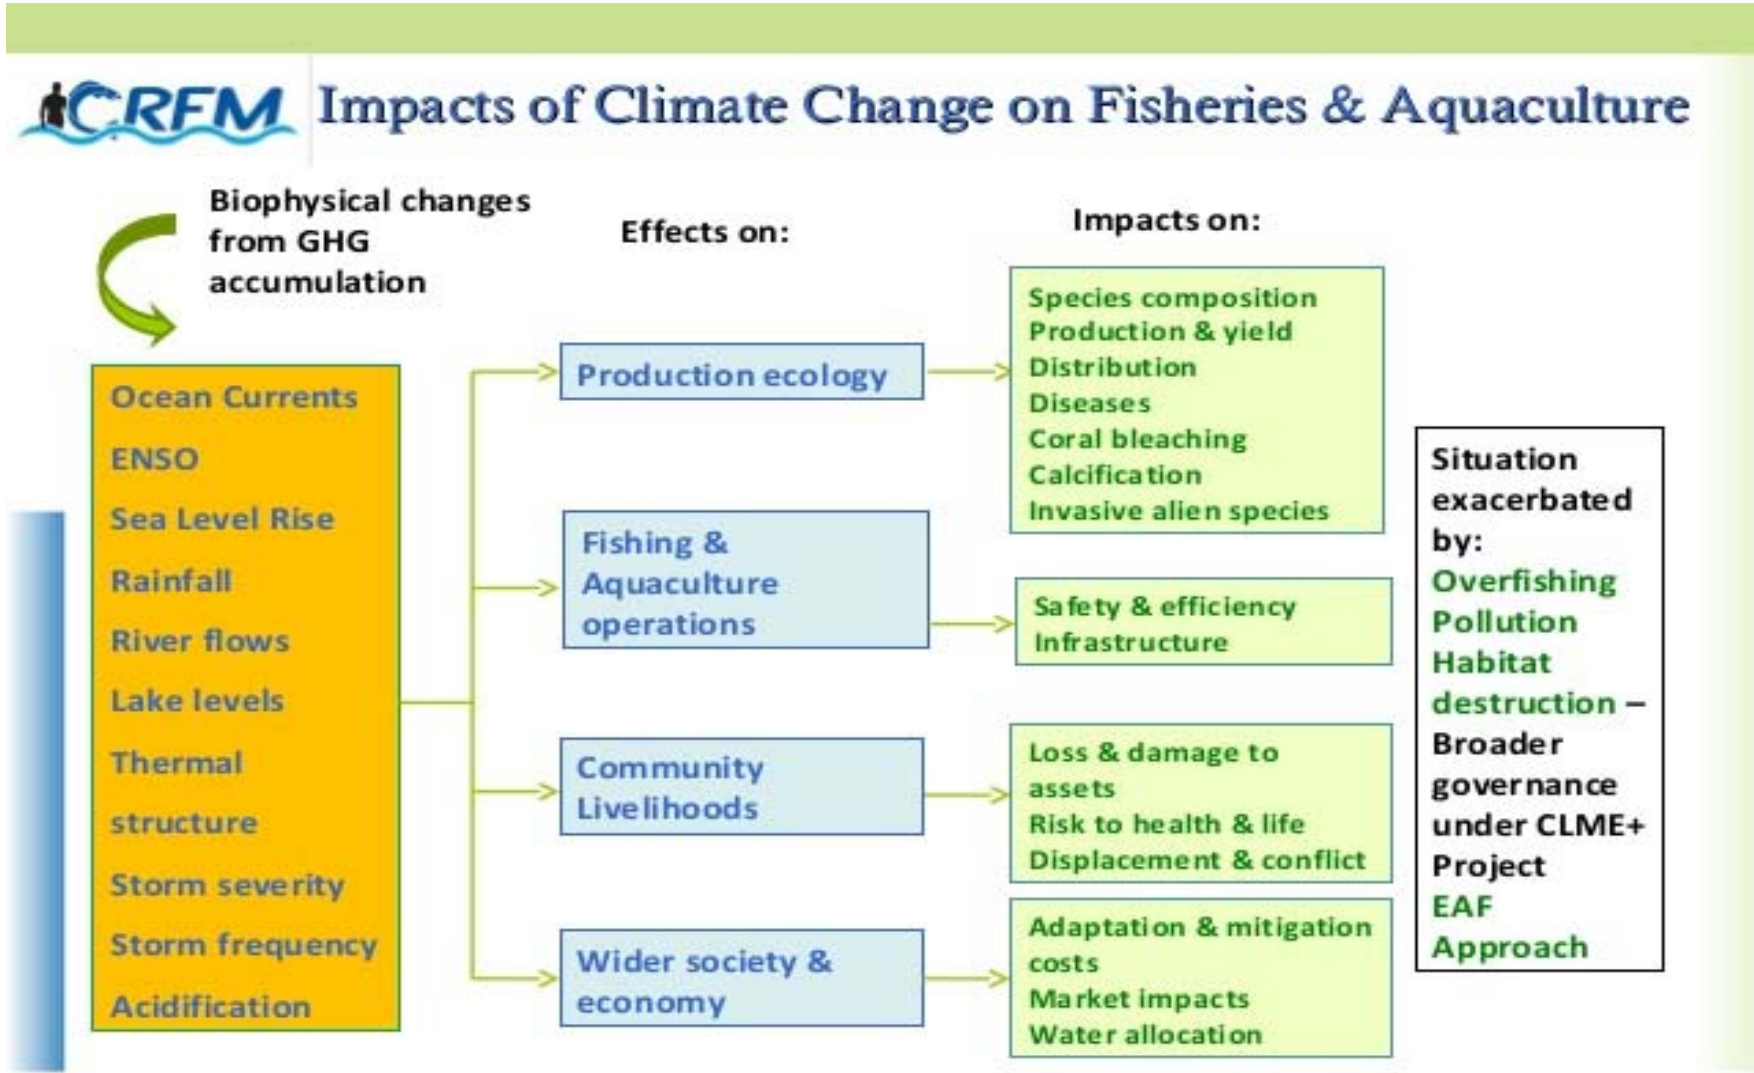 CRFM
Impacts of Climate Change on Fisheries & Aquaculture
Biophysical changes
from GHG
accumulation
Ocean Currents
ENSO
Sea Level Rise
Rainfall
River flows
Lake levels
Thermal
structure
Storm severity
Storm frequency
Acidification
Effects on:
Production ecology
Fishing &
Aquaculture
operations
Community
Livelihoods
Wider society &
economy
Impacts on:
Species composition
Production & yield
Distribution
Diseases
Coral bleaching
Calcification
Invasive alien species
Safety & efficiency
Infrastructure
Loss & damage to
assets
Risk to health & life
Displacement & conflict
Adaptation & mitigation
costs
Market impacts
Water allocation
Situation
exacerbated
by:
Overfishing
Pollution
Habitat
destruction –
Broader
governance
under CLME+
Project
EAF
Approach